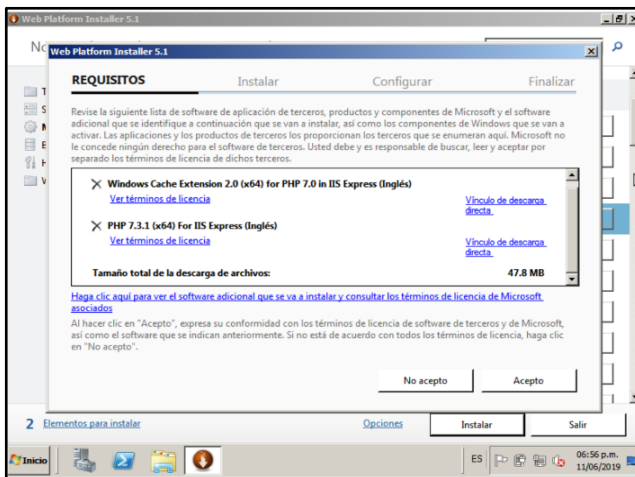 Web Platform Installer 5.1
Web Platform Installer 5.1
REQUISITOS
Instalar
Configurar
Finalizar
Revise la siguiente lista de software de aplicación de terceros, productos y componentes de Microsoft y el software
adicional que se identifique a continuación que se van a instalar, así como los componentes de Windows que se van a
activar. Las aplicaciones y los productos de terceros los proporcionan los terceros que se enumeran aquí. Microsoft no
le concede ningún derecho para el software de terceros. Usted debe y es responsable de buscar, leer y aceptar por
separado los términos de licencia de dichos terceros.
Windows Cache Extension 2.0 (x64) for PHP 7.0 in IIS Express (Inglés)
Ver términos de licencia
Vínculo de descarga
directa
PHP 7.3.1 (x64) For IIS Express (Inglés)
Ver términos de licencia
Vínculo de descarga
directa
Tamaño total de la descarga de archivos:
47.8 MB
Haga clic aquí para ver el software adicional que se va a instalar y consultar los términos de licencia de Microsoft
asociados
Al hacer clic en "Acepto", expresa su conformidad con los términos de licencia de software de terceros y de Microsoft,
así como el software que se indican anteriormente. Si no está de acuerdo con todos los términos de licencia, haga clic
en "No acepto".
No acepto
Acepto
2 Elementos para instalar
Opciones
Instalar
Salir
Inicio
ES
06:56 p.m.
11/06/2019